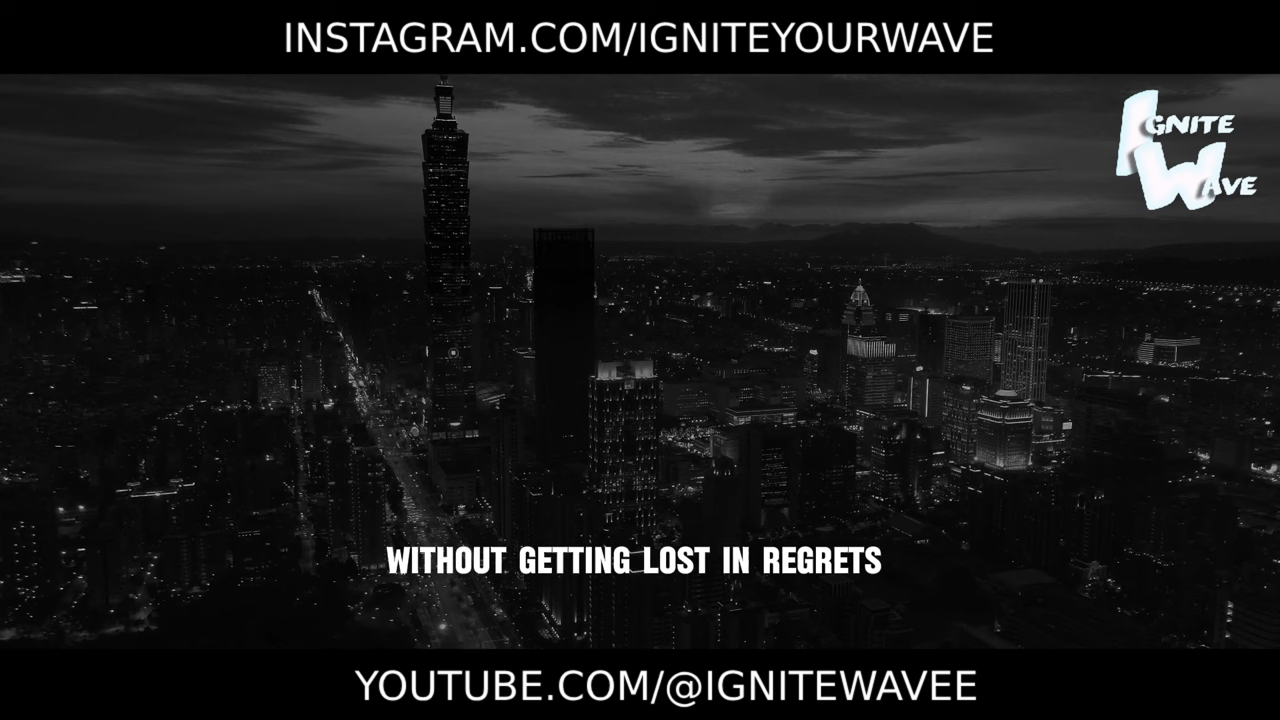 INSTAGRAM.COM/IGNITEYOURWAVE
IGNITE
WAVE
WITHOUT GETTING LOST IN REGRETS
YOUTUBE.COM/@IGNITEWAVEE